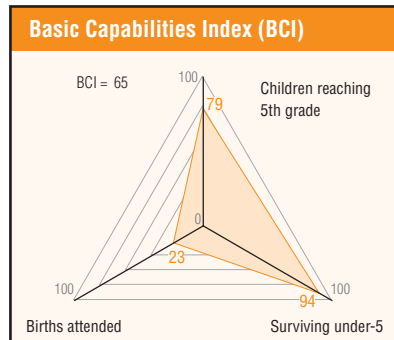 Basic Capabilities Index (BCI)
BCI = 65
100
Children reaching
5th grade
79
0
23
100
100
94
Births attended
Surviving under-5